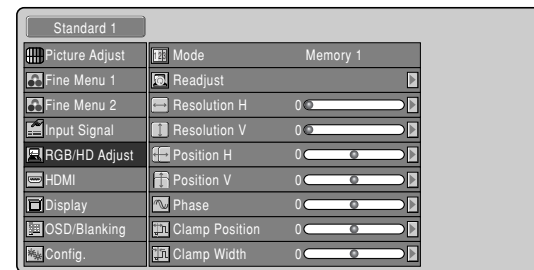 Standard 1
Picture Adjust Mode Memory 1
Fine Menu 1 Readjust
Fine Menu 2 Resolution H 0
Input Signal Resolution V 0
RGB/HD Adjust Position H 0
HDMI Position V 0
Display Phase 0
OSD/Blanking Clamp Position 0
Config. Clamp Width 0